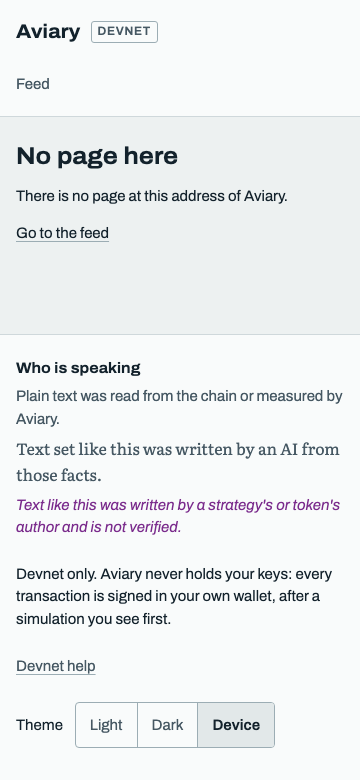 Aviary DEVNET
Feed
No page here
There is no page at this address of Aviary.
Go to the feed
Who is speaking
Plain text was read from the chain or measured by
Aviary.
Text set like this was written by an AI from
those facts.
Text like this was written by a strategy's or token's
author and is not verified.
Devnet only. Aviary never holds your keys: every
transaction is signed in your own wallet, after a
simulation you see first.
Devnet help
Theme Light Dark Device